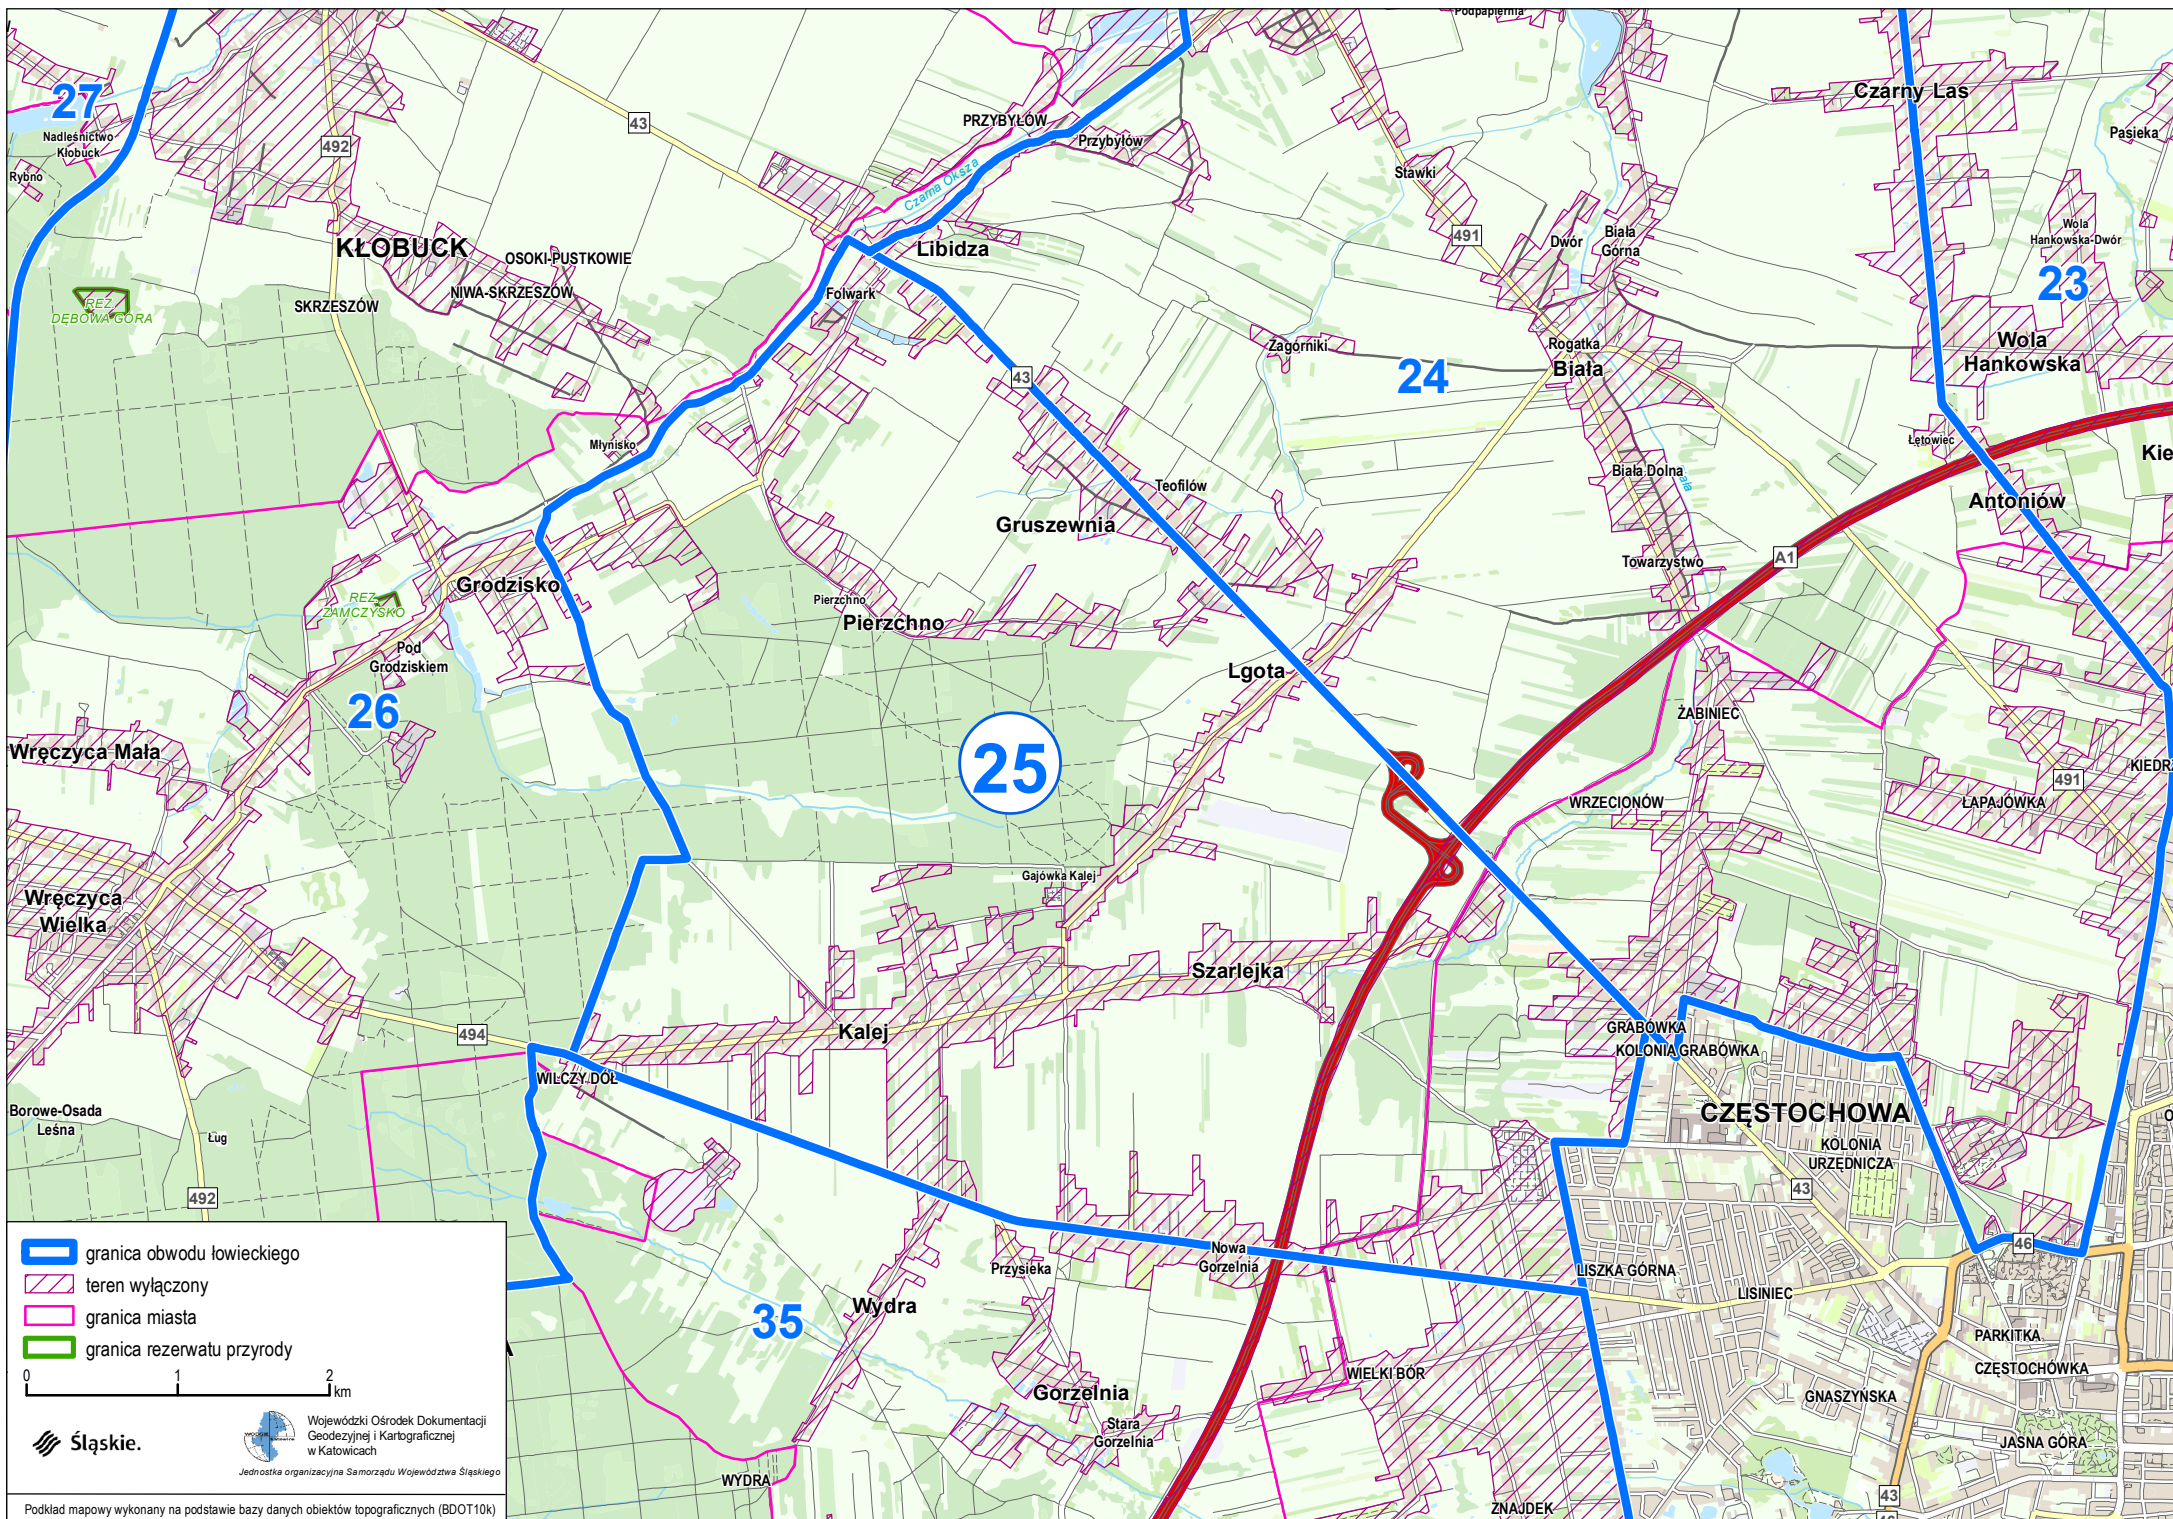 Podpapiernia
27
Nadleśnictwo
Kłobuck
Rybno
492
43
PRZYBYŁÓW
Przybyłów
Czarna Oksza
Stawki
Czarny Las
Pasieka
KŁOBUCK
OSOKI-PUSTKOWIE
NIWA-SKRZESZÓW
SKRZESZÓW
REZ.
DĘBOWA GÓRA
Libidza
Folwark
491
Dwór
Biała
Górna
Wola
Hankowska-Dwór
23
Zagórniki
24
Rogatka
Biała
Wola
Hankowska
43
Młynisko
Łętowiec
Kie
Biała Dolna
Teofilów
Gruszewnia
Antoniów
A1
Towarzystwo
Grodzisko
REZ.
ZAMCZYSKO
Pierzchno
Pierzchno
Pod
Grodziskiem
26
Lgota
ŻABINIEC
Wręczyca Mała
25
491
KIEDRZ
WRZECIONÓW
ŁAPAJÓWKA
Gajówka Kalej
Wręczyca
Wielka
Szarlejka
494
Kalej
GRABÓWKA
KOLONIA GRABÓWKA
WILCZY DÓŁ
Borowe-Osada
Leśna
Ług
CZĘSTOCHOWA
KOLONIA
URZĘDNICZA
492
43
46
Nowa
Gorzelnia
Przysieka
LISZKA GÓRNA
LISINIEC
35
Wydra
PARKITKA
CZĘSTOCHÓWKA
WIELKI BÓR
Gorzelnia
GNASZYŃSKA
Stara
Gorzelnia
JASNA GÓRA
WYDRA
43
ZNAJDEK
46
granica obwodu łowieckiego
teren wyłączony
granica miasta
granica rezerwatu przyrody
0 1 2
km
Śląskie.
Wojewódzki Ośrodek Dokumentacji
Geodezyjnej i Kartograficznej
w Katowicach
Jednostka organizacyjna Samorządu Województwa Śląskiego
Podkład mapowy wykonany na podstawie bazy danych obiektów topograficznych (BDOT10k)